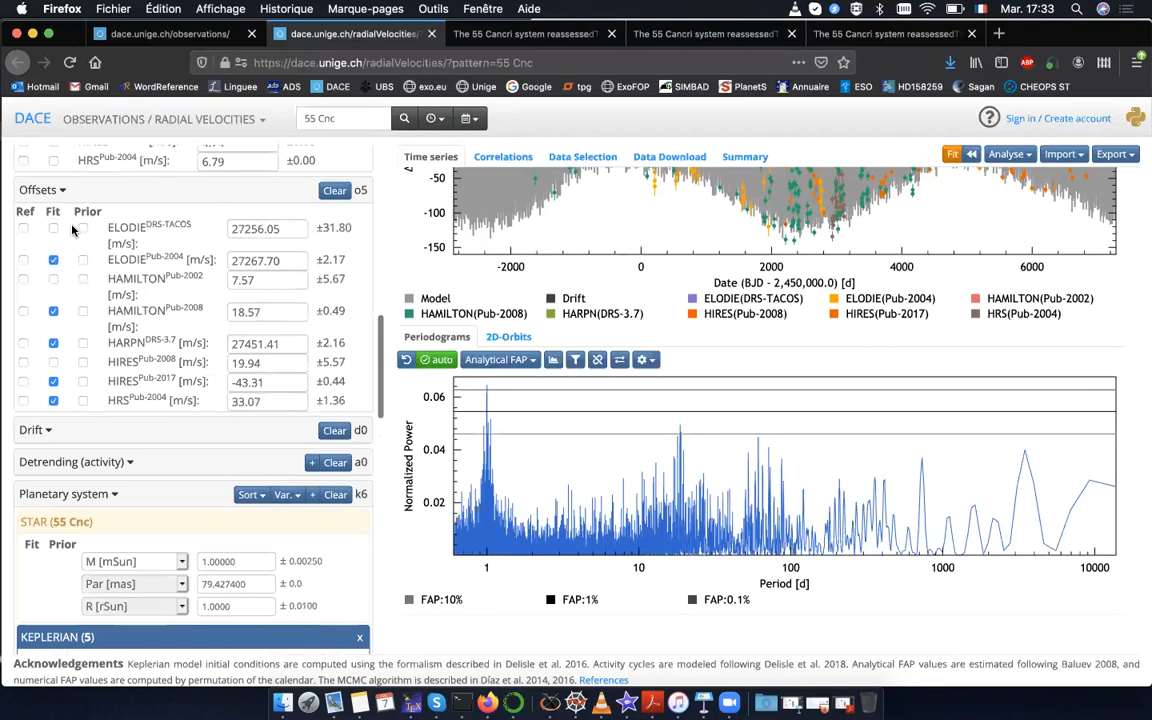 Firefox Fichier Édition Affichage Historique Marque-pages Outils Fenêtre Aide Mar. 17:33
dace.unige.ch/observations/ × dace.unige.ch/radialVelocities/ × The 55 Cancri system reassessed × The 55 Cancri system reassessed × The 55 Cancri system reassessed × +
https://dace.unige.ch/radialVelocities/?pattern=55 Cnc
Hotmail Gmail WordReference Linguee ADS DACE UBS exo.eu Unige Google tpg ExoFOP SIMBAD PlanetS Annuaire ESO HD158259 Sagan CHEOPS ST
DACE OBSERVATIONS / RADIAL VELOCITIES 55 Cnc Sign in / Create account
Time series Correlations Data Selection Data Download Summary Fit Analyse Import Export
HRS Pub-2004 [m/s]: 6.79 ±0.00
Offsets Clear o5
Ref Fit Prior
ELODIE DRS-TACOS [m/s]: 27256.05 ±31.80
ELODIE Pub-2004 [m/s]: 27267.70 ±2.17
HAMILTON Pub-2002 [m/s]: 7.57 ±5.67
HAMILTON Pub-2008 [m/s]: 18.57 ±0.49
HARPN DRS-3.7 [m/s]: 27451.41 ±2.16
HIRES Pub-2008 [m/s]: 19.94 ±5.57
HIRES Pub-2017 [m/s]: -43.31 ±0.44
HRS Pub-2004 [m/s]: 33.07 ±1.36
Drift Clear d0
Detrending (activity) + Clear a0
Planetary system Sort Var. + Clear k6
STAR (55 Cnc)
Fit Prior
M [mSun] 1.00000 ± 0.00250
Par [mas] 79.427400 ± 0.0
R [rSun] 1.0000 ± 0.0100
KEPLERIAN (5) x
-50
-100
-150
-2000 0 2000 4000 6000
Date (BJD - 2,450,000.0) [d]
Model Drift ELODIE(DRS-TACOS) ELODIE(Pub-2004) HAMILTON(Pub-2002)
HAMILTON(Pub-2008) HARPN(DRS-3.7) HIRES(Pub-2008) HIRES(Pub-2017) HRS(Pub-2004)
Periodograms 2D-Orbits
auto Analytical FAP
Normalized Power
0.06
0.04
0.02
1 10 100 1000 10000
Period [d]
FAP:10% FAP:1% FAP:0.1%
Acknowledgements Keplerian model initial conditions are computed using the formalism described in Delisle et al. 2016. Activity cycles are modeled following Delisle et al. 2018. Analytical FAP values are estimated following Baluev 2008, and
numerical FAP values are computed by permutation of the calendar. The MCMC algorithm is described in Díaz et al. 2014, 2016. References